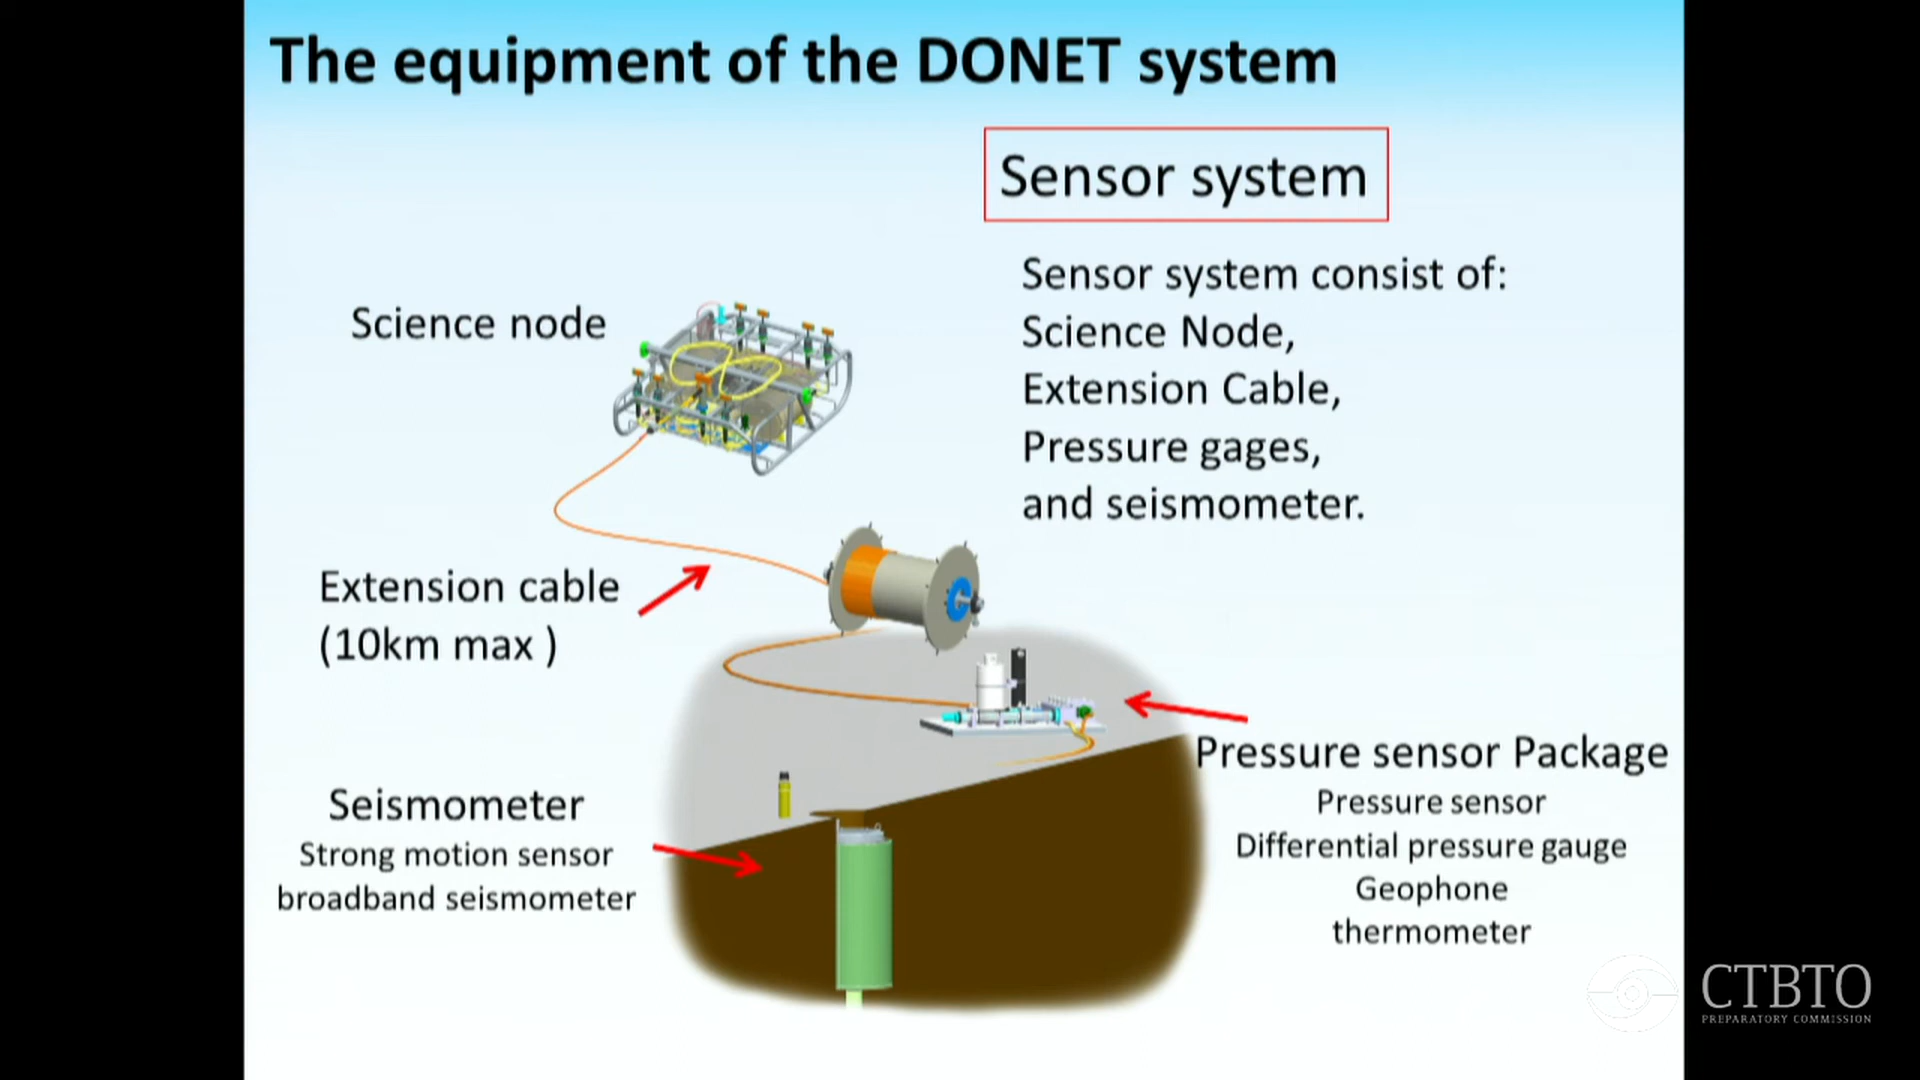 The equipment of the DONET system
Sensor system
Sensor system consist of:
Science Node,
Extension Cable,
Pressure gages,
and seismometer.
Science node
Extension cable
(10km max )
Seismometer
Strong motion sensor
broadband seismometer
Pressure sensor Package
Pressure sensor
Differential pressure gauge
Geophone
thermometer
CTBTO
PREPARATORY COMMISSION